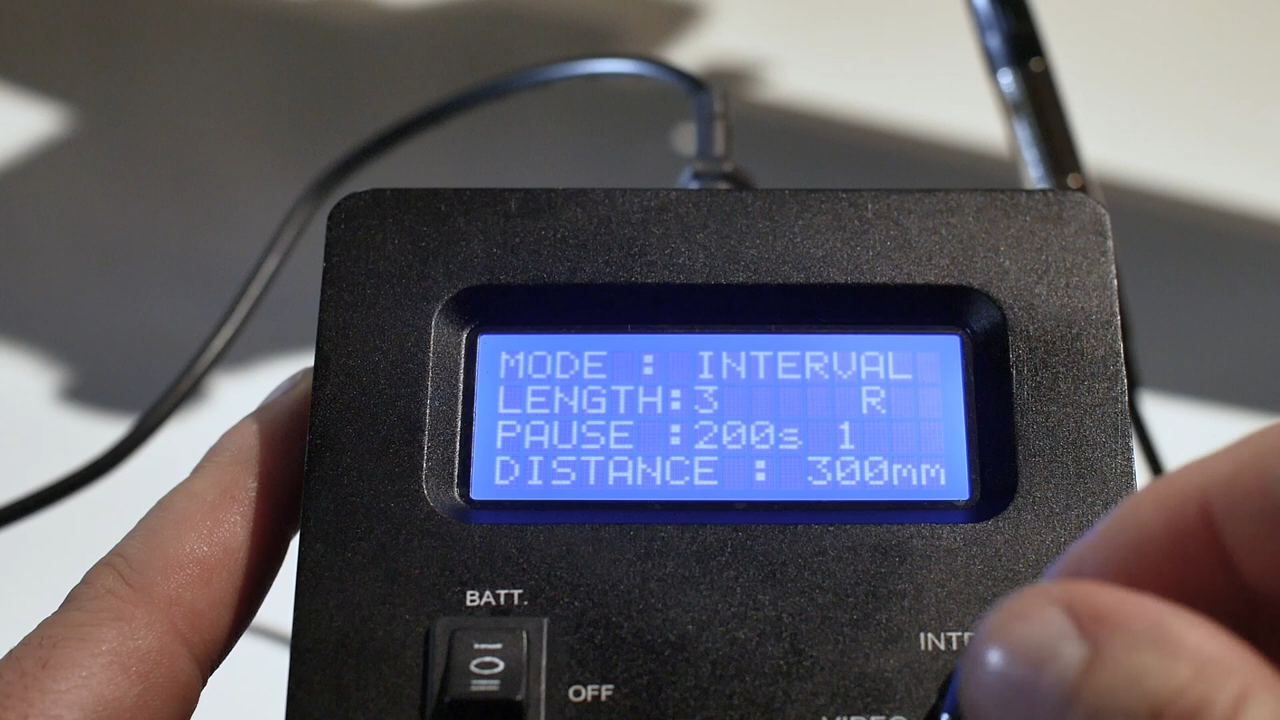 MODE : INTERVAL
LENGTH:3 R
PAUSE :200s 1
DISTANCE : 300mm
BATT.
OFF